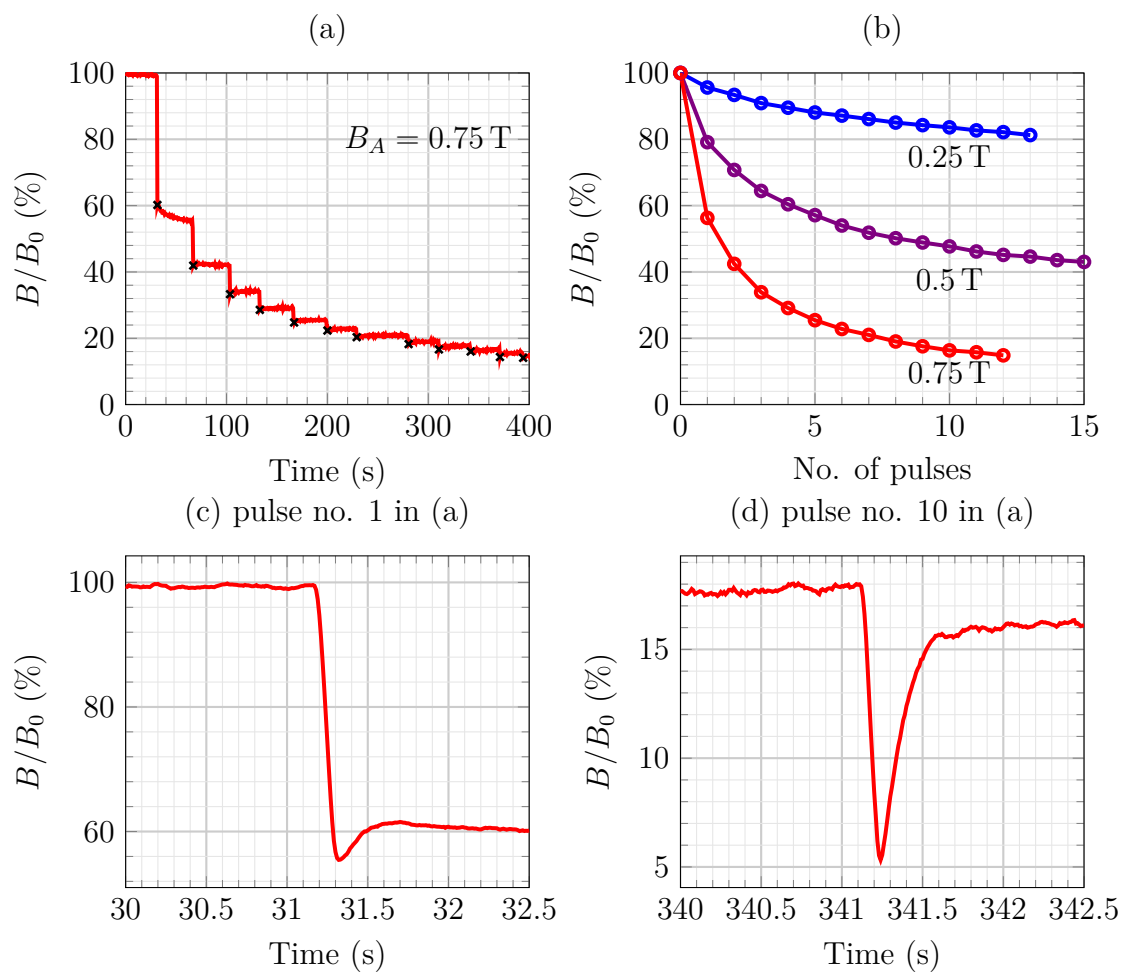 (a)
100
80
60
40
20
0
B/B₀ (%)
B_A = 0.75 T
0 100 200 300 400
Time (s)
(b)
100
80
60
40
20
0
B/B₀ (%)
0.25 T
0.5 T
0.75 T
0 5 10 15
No. of pulses
(c) pulse no. 1 in (a)
100
80
60
B/B₀ (%)
30 30.5 31 31.5 32 32.5
Time (s)
(d) pulse no. 10 in (a)
15
10
5
B/B₀ (%)
340 340.5 341 341.5 342 342.5
Time (s)